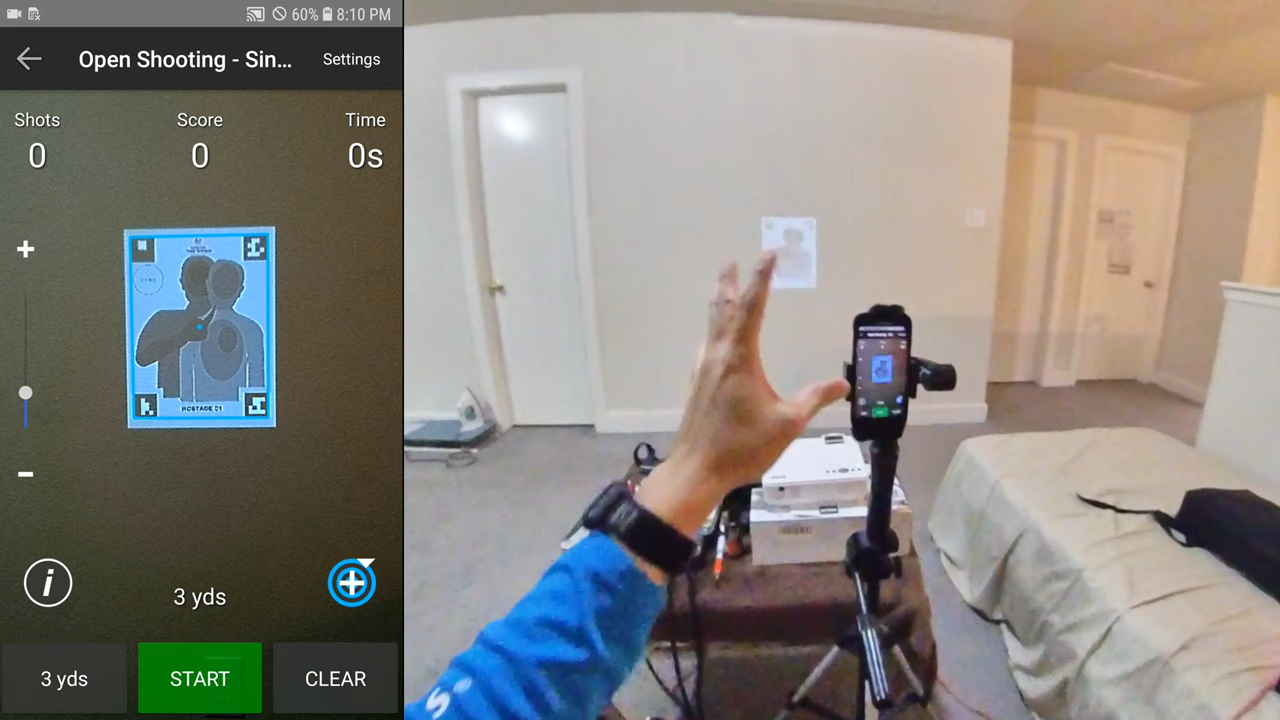 60% 8:10 PM
Open Shooting - Sin... Settings
Shots Score Time
0 0 0s
+
HOSTAGE 01
-
i
3 yds
3 yds START CLEAR
S®